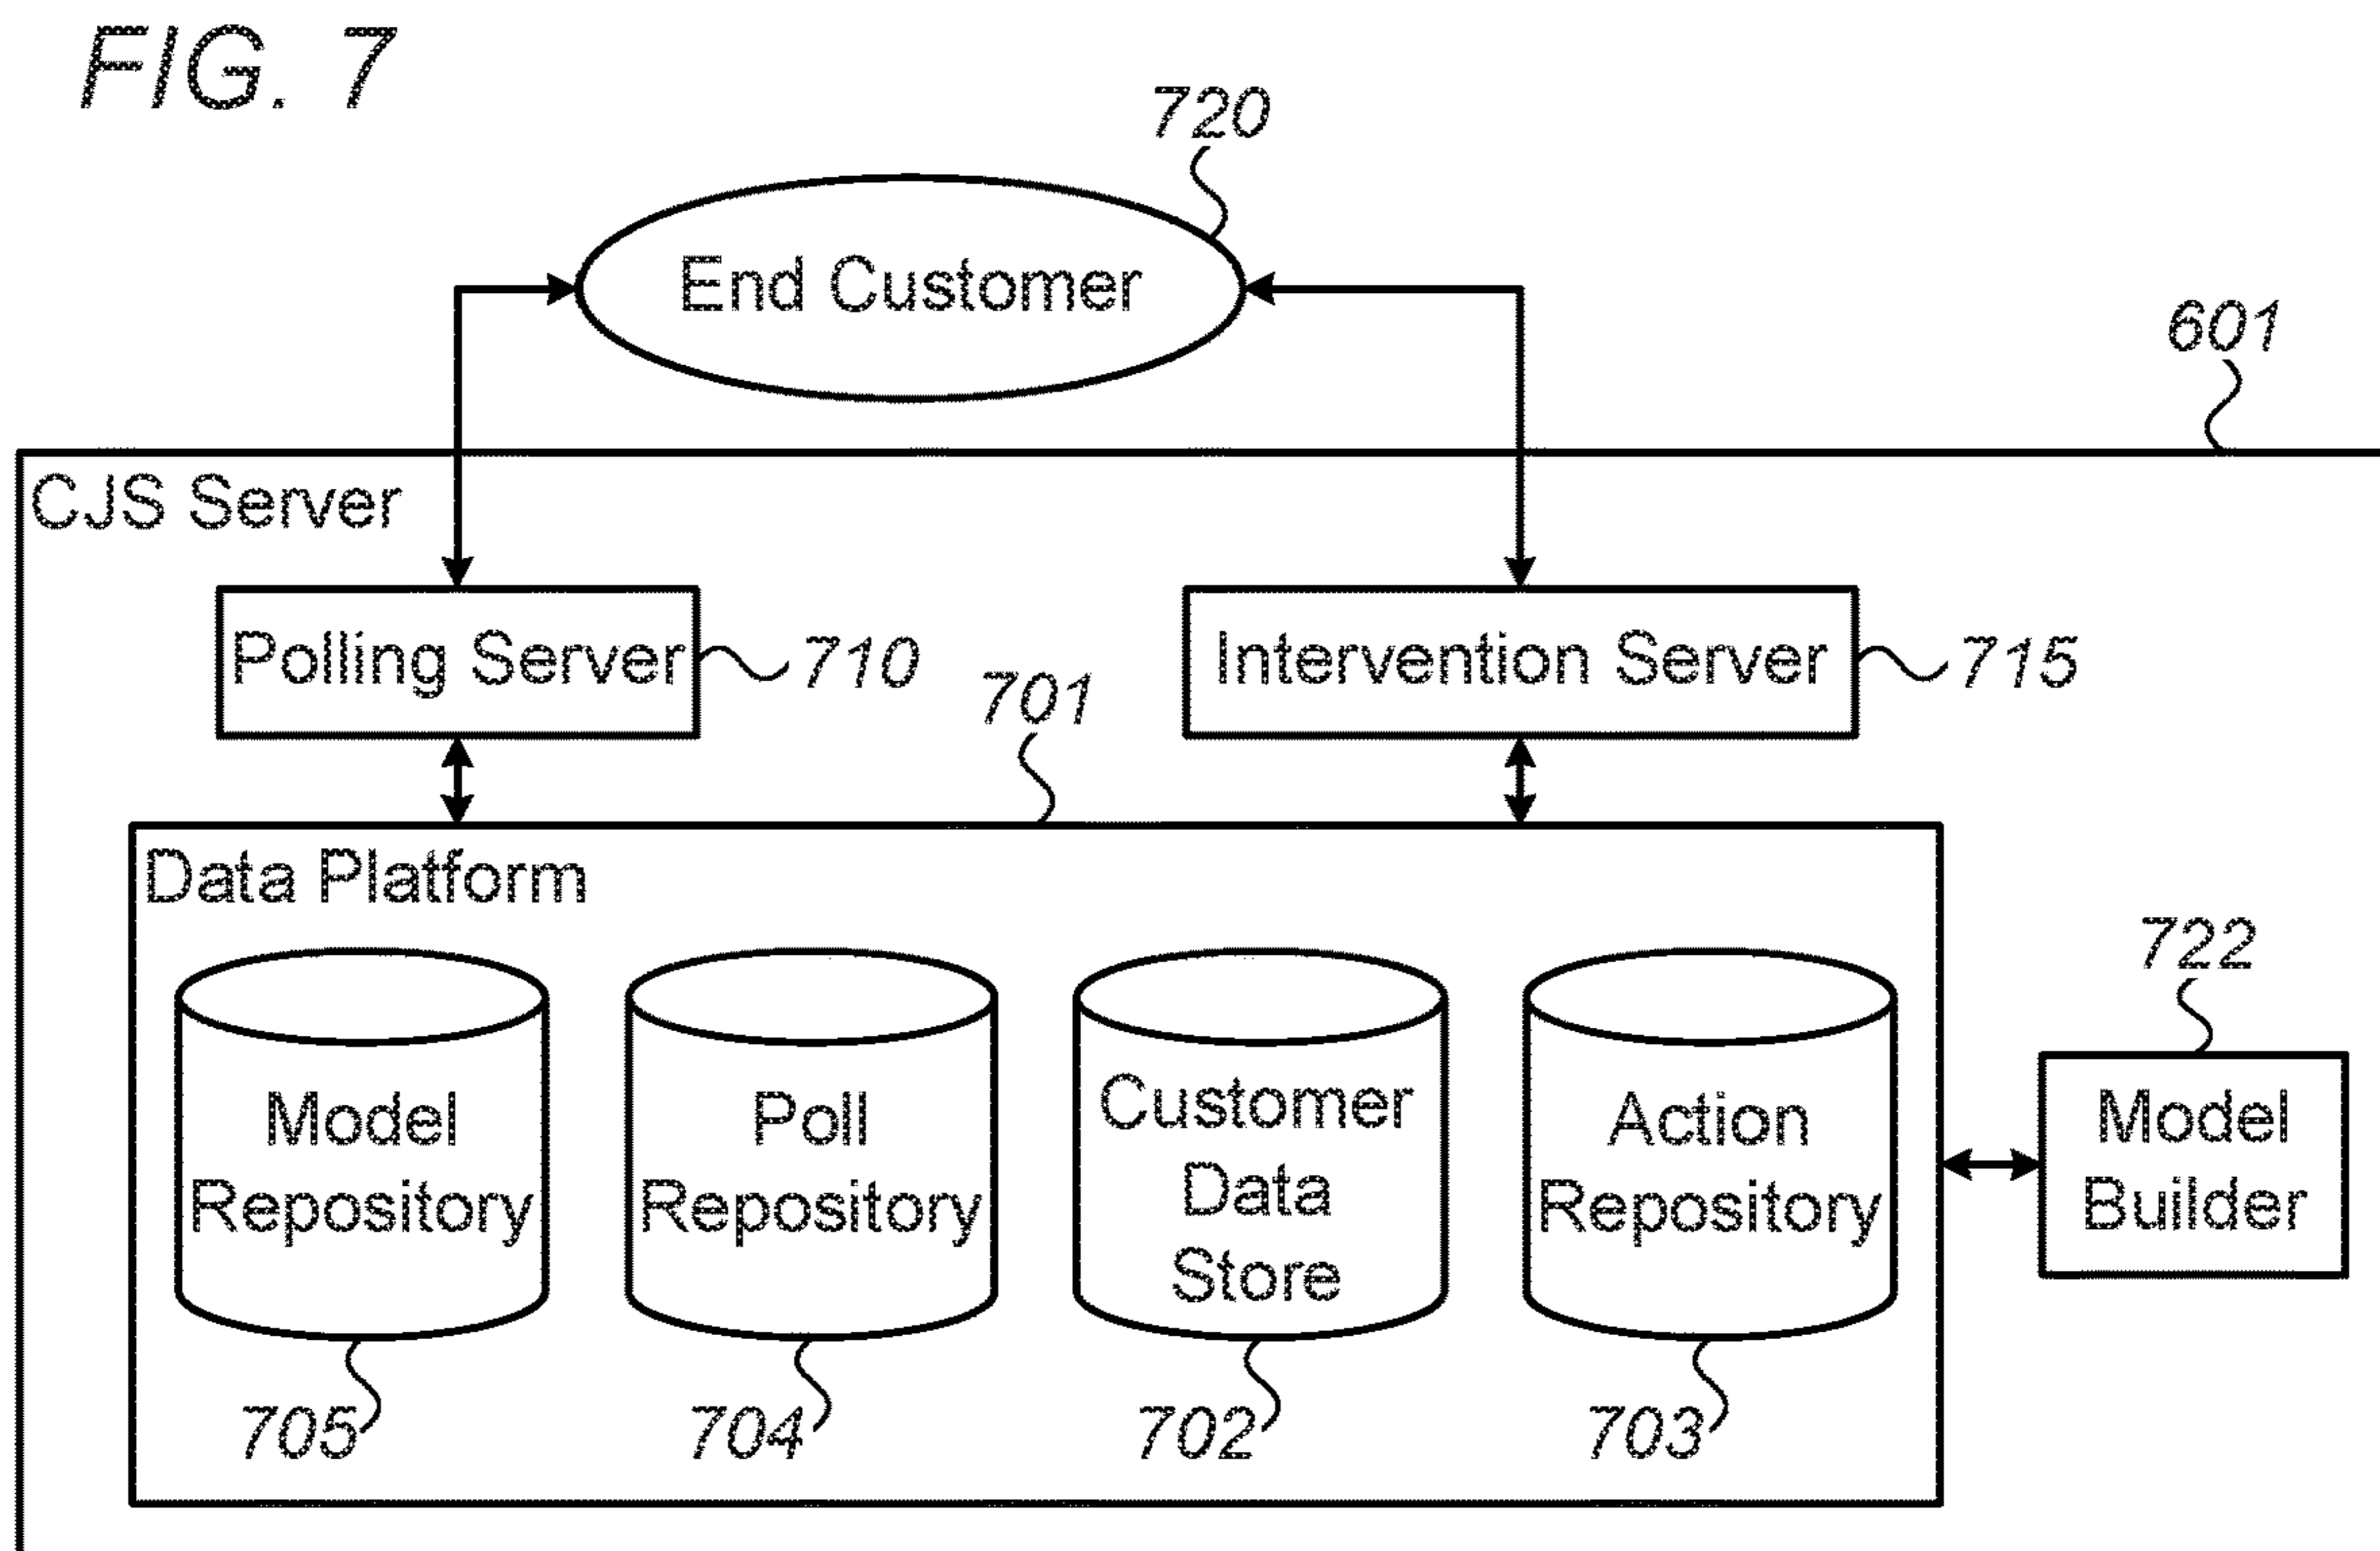 FIG. 7
720
End Customer
601
CJS Server
Polling Server
710
Intervention Server
715
701
Data Platform
722
Model
Repository
Poll
Repository
Customer
Data
Store
Action
Repository
Model
Builder
705
704
702
703